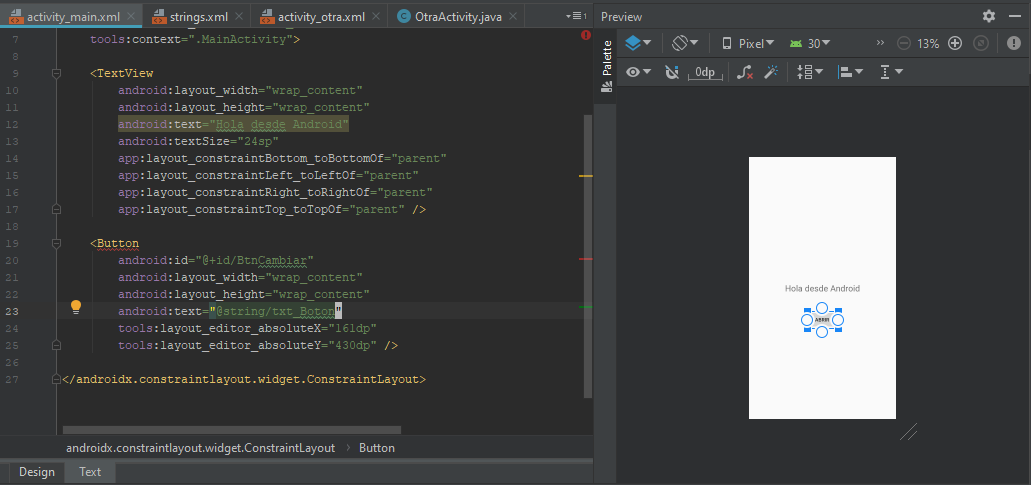 activity_main.xml
strings.xml
activity_otra.xml
OtraActivity.java
Preview
7 tools:context=".MainActivity">
8
9 <TextView
10 android:layout_width="wrap_content"
11 android:layout_height="wrap_content"
12 android:text="Hola desde Android"
13 android:textSize="24sp"
14 app:layout_constraintBottom_toBottomOf="parent"
15 app:layout_constraintLeft_toLeftOf="parent"
16 app:layout_constraintRight_toRightOf="parent"
17 app:layout_constraintTop_toTopOf="parent" />
18
19 <Button
20 android:id="@+id/BtnCambiar"
21 android:layout_width="wrap_content"
22 android:layout_height="wrap_content"
23 android:text="@string/txt_Boton"
24 tools:layout_editor_absoluteX="161dp"
25 tools:layout_editor_absoluteY="430dp" />
26
27 </androidx.constraintlayout.widget.ConstraintLayout>
androidx.constraintlayout.widget.ConstraintLayout > Button
Design Text
Palette
Pixel 30 >> 13%
0dp
Hola desde Android